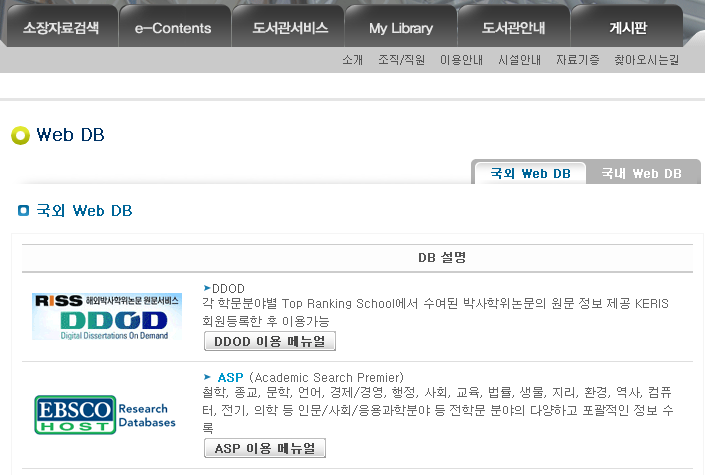 소장자료검색 e-Contents 도서관서비스 My Library 도서관안내 게시판
소개 조직/직원 이용안내 시설안내 자료기증 찾아오시는길
Web DB
국외 Web DB 국내 Web DB
국외 Web DB
DB 설명
RISS 해외박사학위논문 원문서비스
DDOD
Digital Dissertations On Demand
DDOD
각 학문분야별 Top Ranking School에서 수여된 박사학위논문의 원문 정보 제공 KERIS
회원등록한 후 이용가능
DDOD 이용 메뉴얼
EBSCO
HOST
Research
Databases
ASP (Academic Search Premier)
철학, 종교, 문학, 언어, 경제/경영, 행정, 사회, 교육, 법률, 생물, 지리, 환경, 역사, 컴퓨
터, 전기, 의학 등 인문/사회/응용과학분야 등 전학문 분야의 다양하고 포괄적인 정보 수
록
ASP 이용 메뉴얼